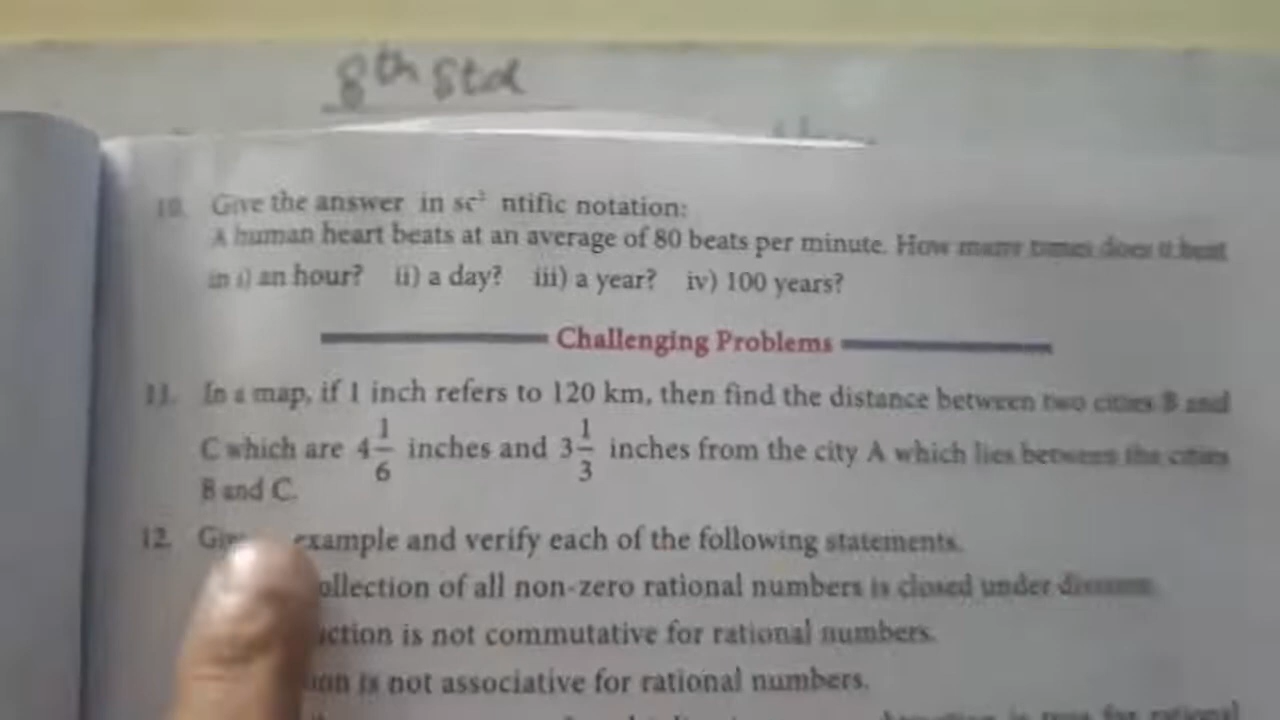 8th Std
10. Give the answer in sc ntific notation:
A human heart beats at an average of 80 beats per minute. How many times does it beat
in i) an hour? ii) a day? iii) a year? iv) 100 years?
Challenging Problems
11. In a map, if 1 inch refers to 120 km, then find the distance between two cities B and
C which are 4 1/6 inches and 3 1/3 inches from the city A which lies between the cities
B and C.
12. example and verify each of the following statements.
ollection of all non-zero rational numbers is closed under division.
action is not commutative for rational numbers.
ion is not associative for rational numbers.